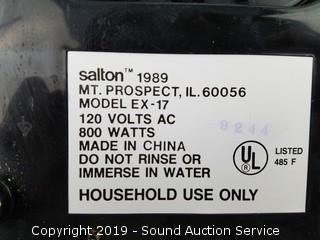 salton™ 1989
MT. PROSPECT, IL. 60056
MODEL EX-17
120 VOLTS AC
800 WATTS
9244
MADE IN CHINA
DO NOT RINSE OR
IMMERSE IN WATER
UL
LISTED
485 F
HOUSEHOLD USE ONLY
Copyright 2019 - Sound Auction Service